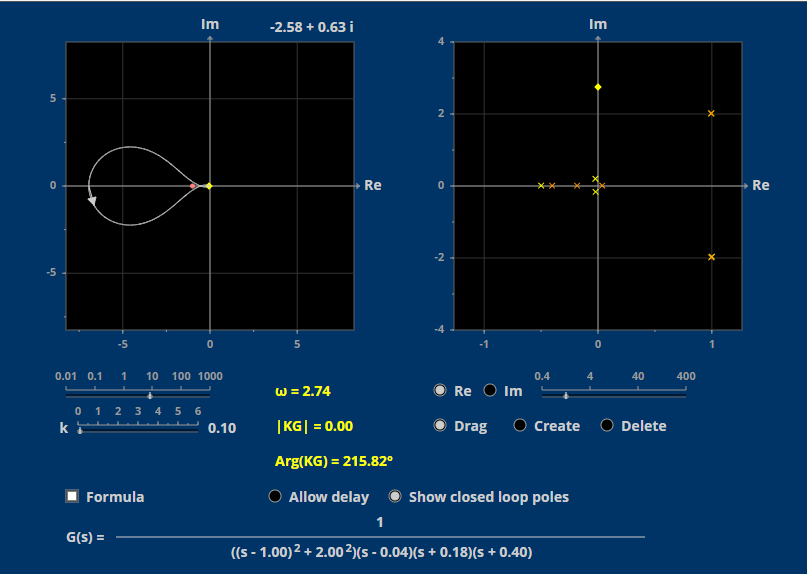 Im
-2.58 + 0.63 i
5
0
-5
Re
-5 0 5
Im
4
2
0
-2
-4
Re
-1 0 1
0.01 0.1 1 10 100 1000
0 1 2 3 4 5 6
k 0.10
ω = 2.74
|KG| = 0.00
Arg(KG) = 215.82°
Re Im
0.4 4 40 400
Drag Create Delete
Formula
Allow delay Show closed loop poles
1
G(s) =
((s - 1.00)² + 2.00²)(s - 0.04)(s + 0.18)(s + 0.40)